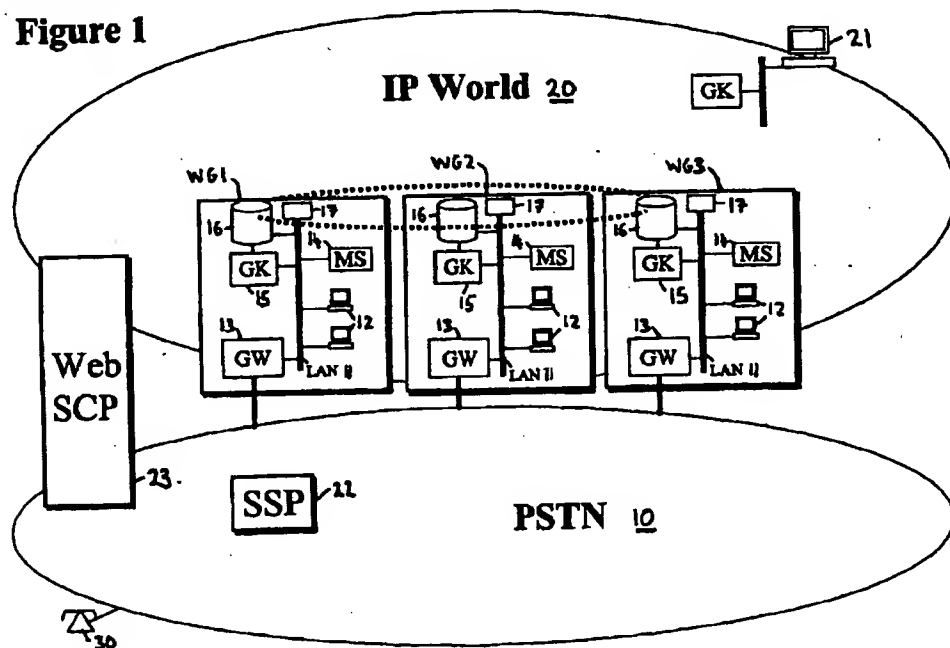 Figure 1
21
IP World 20
GK
WG1
WG2
WG3
16
17
16
17
16
17
14
MS
14
MS
14
MS
GK
GK
GK
15
15
15
13
12
13
12
13
12
GW
GW
GW
LAN 11
LAN 11
LAN 11
Web
SCP
23
SSP
22
PSTN 10
30